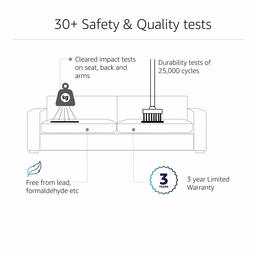 30+ Safety & Quality tests
Cleared impact tests
on seat, back and
arms
Durability tests of
25,000 cycles
kg
Free from lead,
formaldehyde etc
3
YEARS
3 year Limited
Warranty